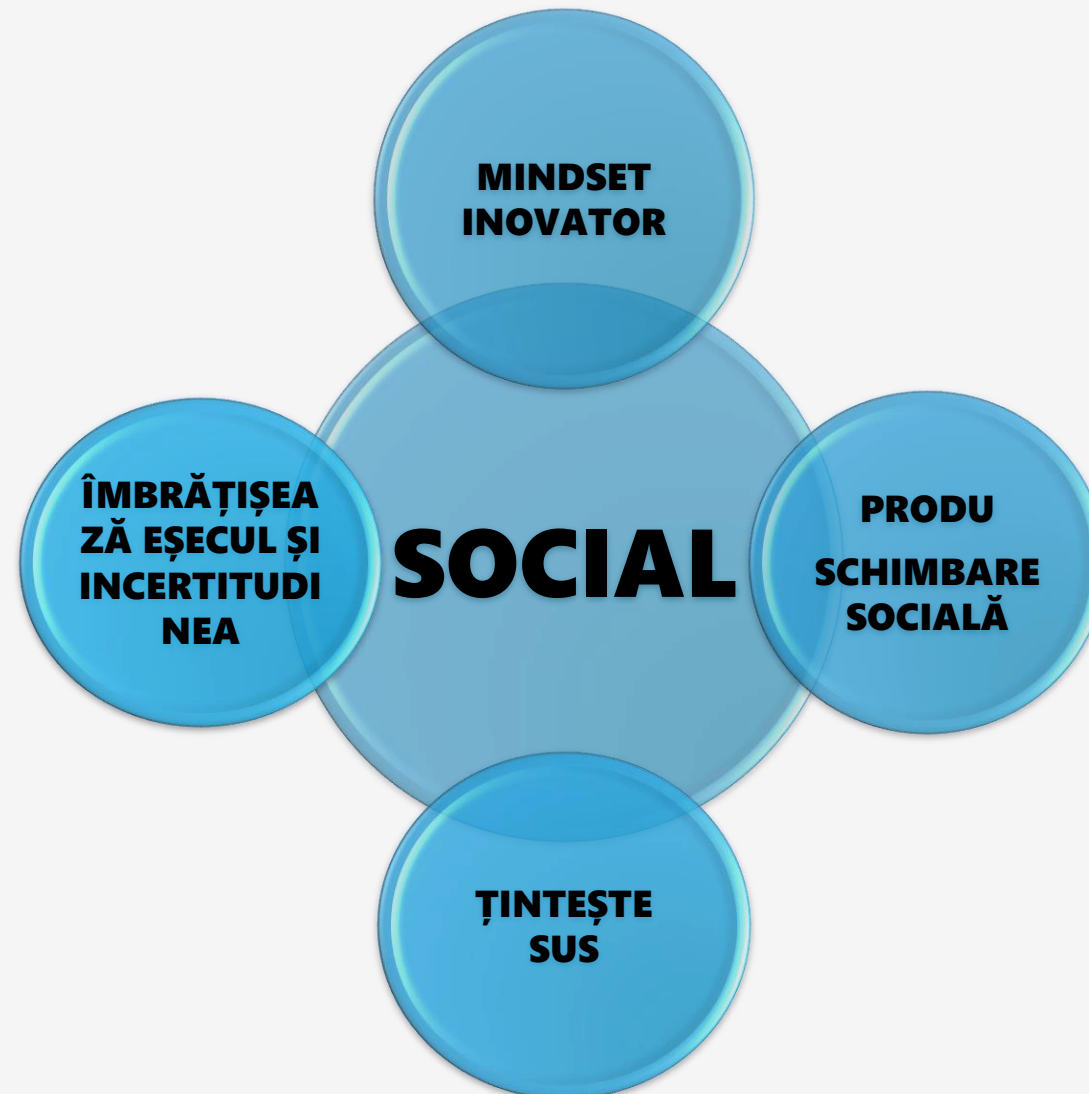 MINDSET
INOVATOR
ÎMBRĂȚIȘEA
ZĂ EȘECUL ȘI
INCERTITUDI
NEA
SOCIAL
PRODU
SCHIMBARE
SOCIALĂ
ȚINTEȘTE
SUS